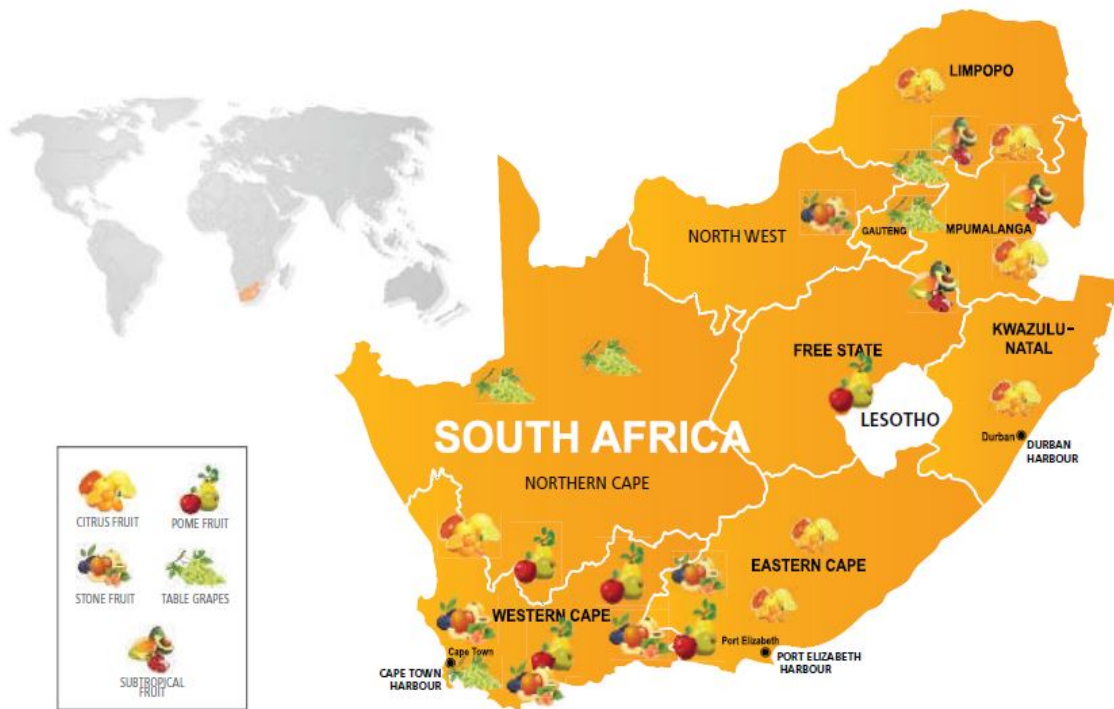 LIMPOPO
NORTH WEST
GAUTENG
MPUMALANGA
KWAZULU–
NATAL
FREE STATE
LESOTHO
Durban
DURBAN
HARBOUR
SOUTH AFRICA
NORTHERN CAPE
EASTERN CAPE
WESTERN CAPE
Cape Town
CAPE TOWN
HARBOUR
Port Elizabeth
PORT ELIZABETH
HARBOUR
CITRUS FRUIT
POME FRUIT
STONE FRUIT
TABLE GRAPES
SUBTROPICAL
FRUIT